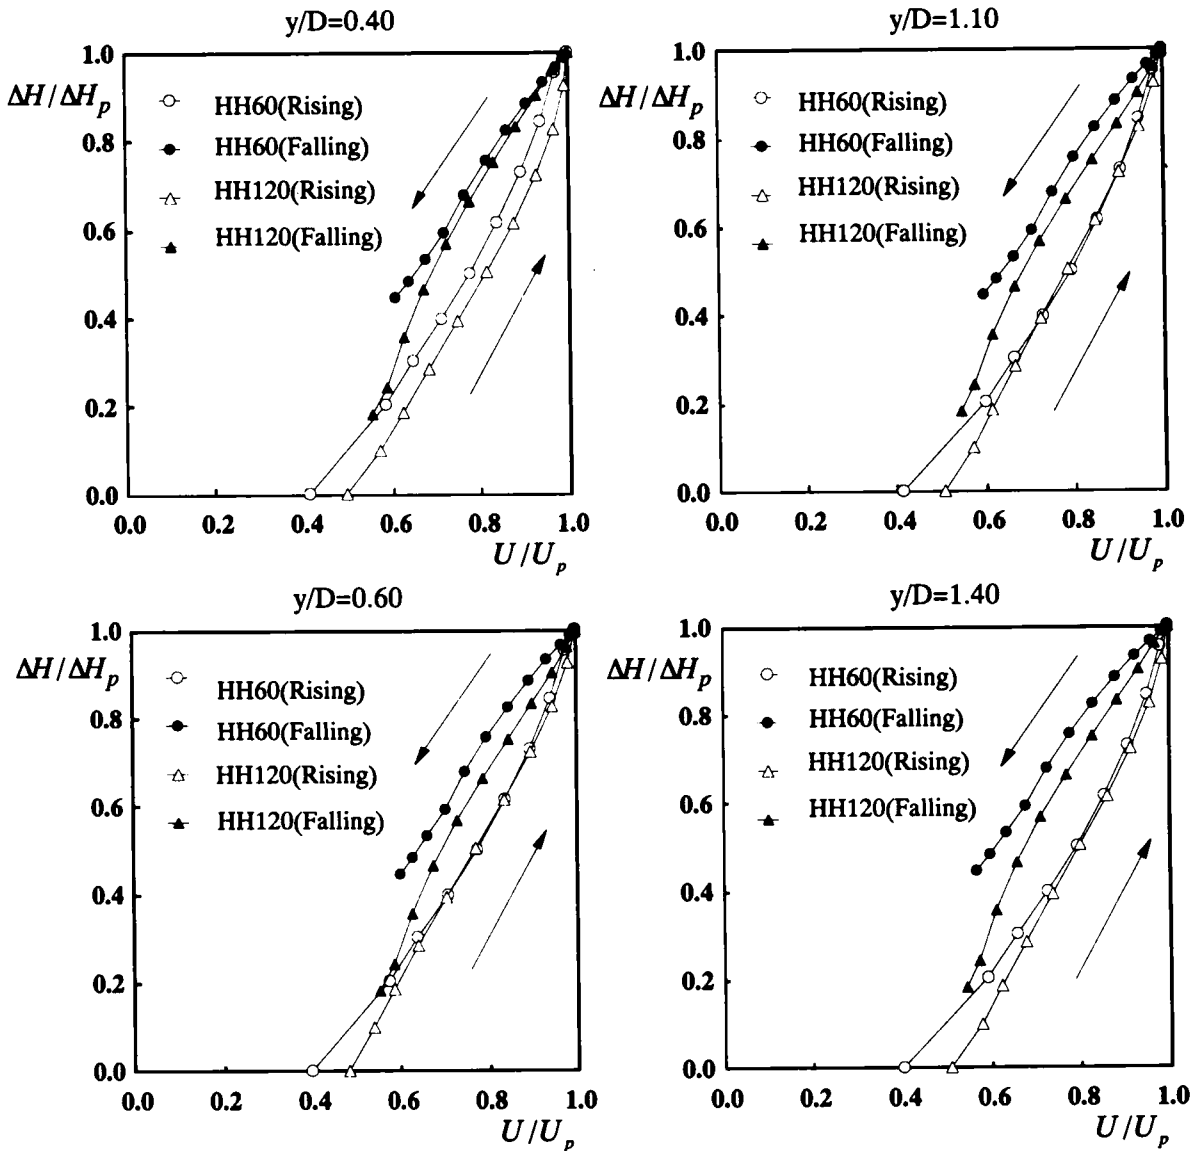 y/D=0.40
1.0
ΔH/ΔH_p
HH60(Rising)
HH60(Falling)
HH120(Rising)
HH120(Falling)
0.8
0.6
0.4
0.2
0.0
0.0 0.2 0.4 0.6 0.8 1.0
U/U_p
y/D=1.10
1.0
ΔH/ΔH_p
HH60(Rising)
HH60(Falling)
HH120(Rising)
HH120(Falling)
0.8
0.6
0.4
0.2
0.0
0.0 0.2 0.4 0.6 0.8 1.0
U/U_p
y/D=0.60
1.0
ΔH/ΔH_p
HH60(Rising)
HH60(Falling)
HH120(Rising)
HH120(Falling)
0.8
0.6
0.4
0.2
0.0
0.0 0.2 0.4 0.6 0.8 1.0
U/U_p
y/D=1.40
1.0
ΔH/ΔH_p
HH60(Rising)
HH60(Falling)
HH120(Rising)
HH120(Falling)
0.8
0.6
0.4
0.2
0.0
0.0 0.2 0.4 0.6 0.8 1.0
U/U_p